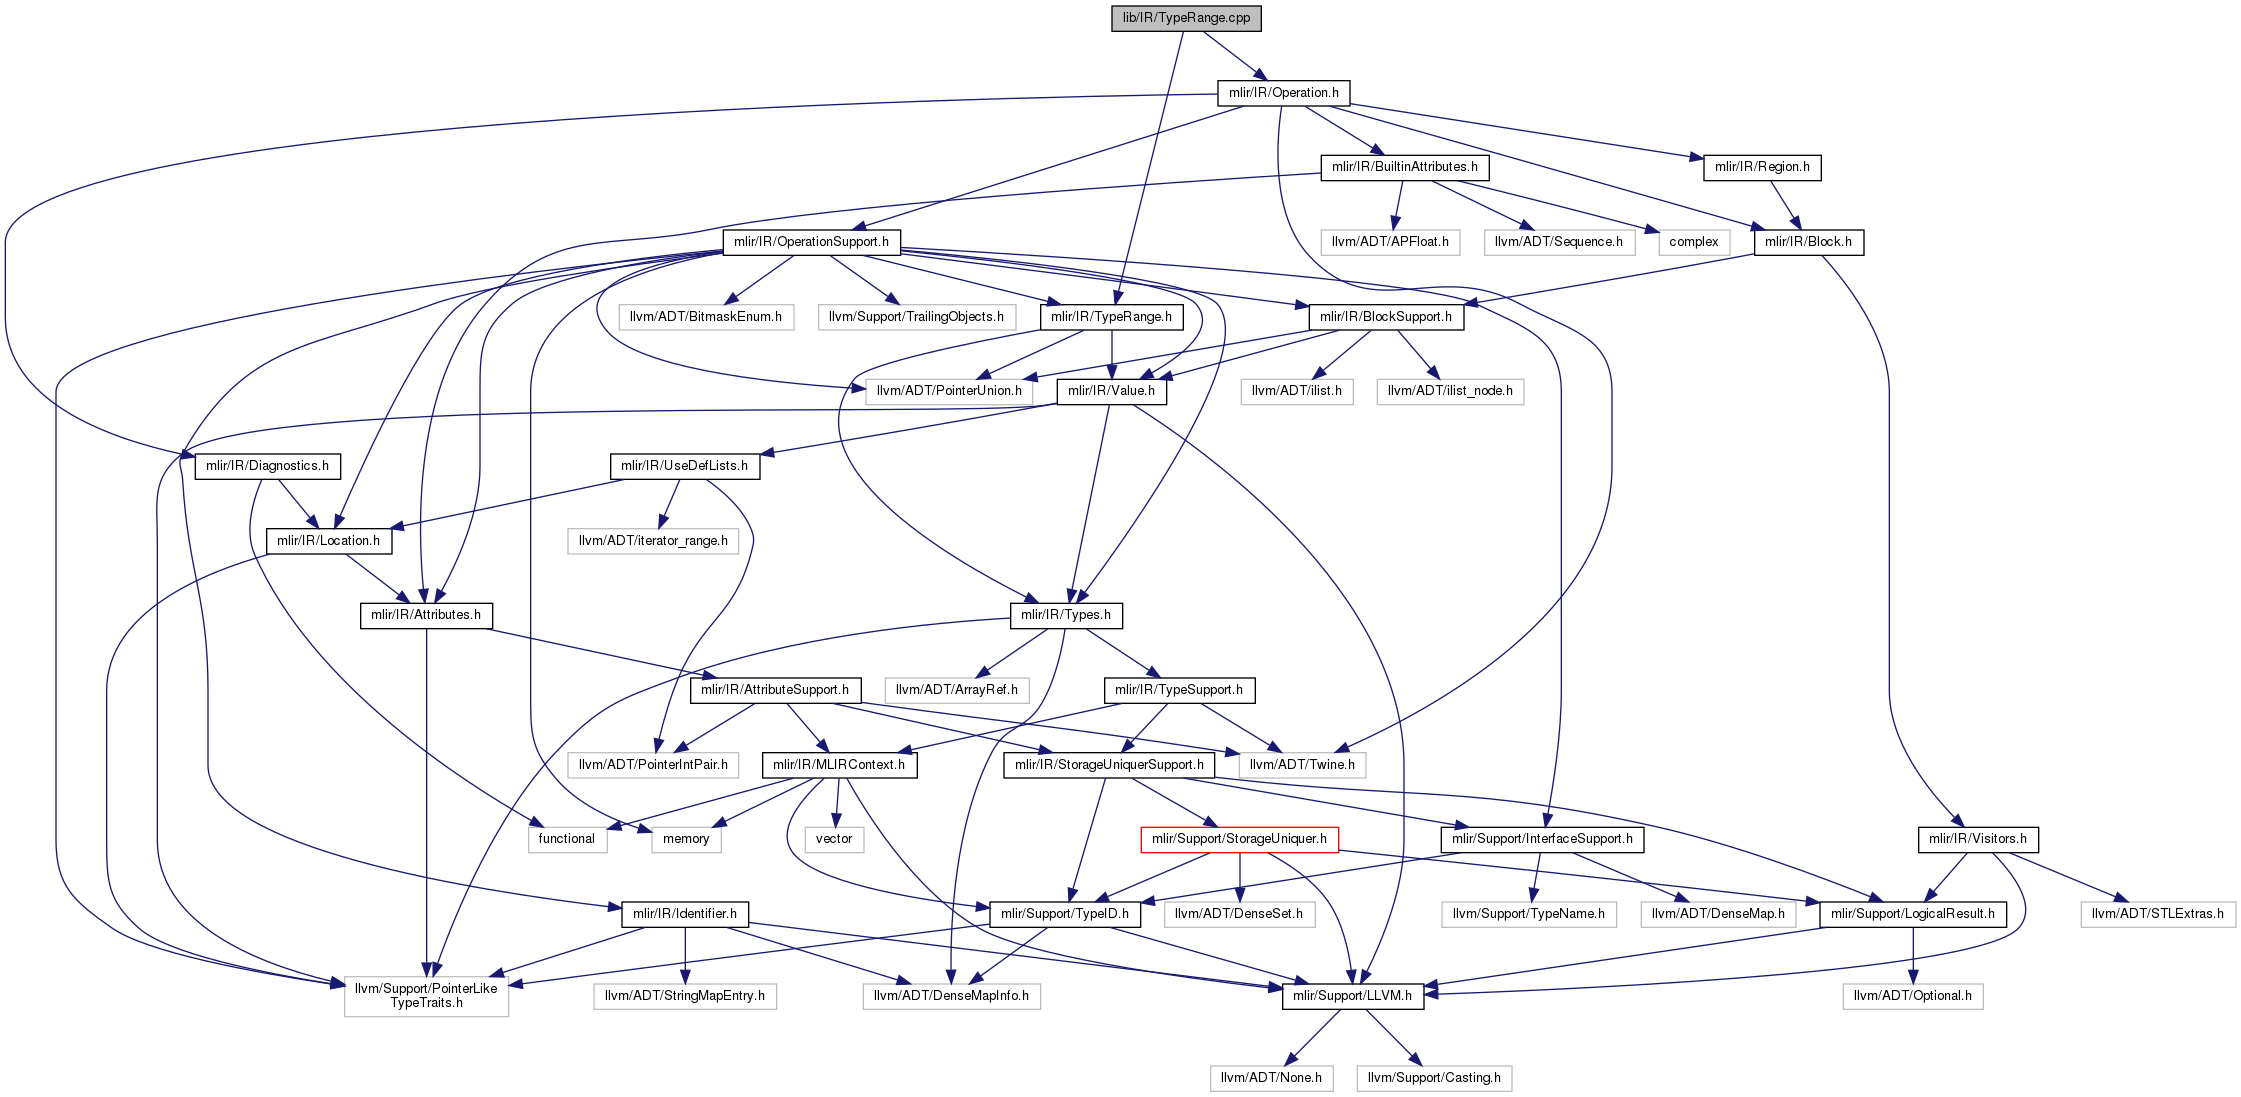 lib/IR/TypeRange.cpp
mlir/IR/Operation.h
mlir/IR/BuiltinAttributes.h
mlir/IR/Region.h
mlir/IR/OperationSupport.h
llvm/ADT/APFloat.h
llvm/ADT/Sequence.h
complex
mlir/IR/Block.h
llvm/ADT/BitmaskEnum.h
llvm/Support/TrailingObjects.h
mlir/IR/TypeRange.h
mlir/IR/BlockSupport.h
llvm/ADT/PointerUnion.h
mlir/IR/Value.h
llvm/ADT/ilist.h
llvm/ADT/ilist_node.h
mlir/IR/Diagnostics.h
mlir/IR/UseDefLists.h
mlir/IR/Location.h
llvm/ADT/iterator_range.h
mlir/IR/Attributes.h
mlir/IR/Types.h
mlir/IR/AttributeSupport.h
llvm/ADT/ArrayRef.h
mlir/IR/TypeSupport.h
llvm/ADT/PointerIntPair.h
mlir/IR/MLIRContext.h
mlir/IR/StorageUniquerSupport.h
llvm/ADT/Twine.h
functional
memory
vector
mlir/Support/StorageUniquer.h
mlir/Support/InterfaceSupport.h
mlir/IR/Visitors.h
mlir/IR/Identifier.h
mlir/Support/TypeID.h
llvm/ADT/DenseSet.h
llvm/Support/TypeName.h
llvm/ADT/DenseMap.h
mlir/Support/LogicalResult.h
llvm/ADT/STLExtras.h
llvm/Support/PointerLike
TypeTraits.h
llvm/ADT/StringMapEntry.h
llvm/ADT/DenseMapInfo.h
mlir/Support/LLVM.h
llvm/ADT/Optional.h
llvm/ADT/None.h
llvm/Support/Casting.h